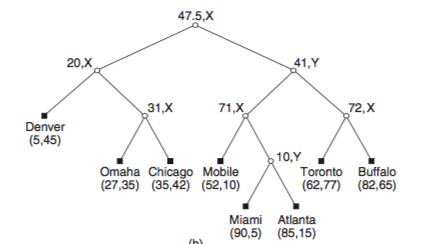 47.5,X
20,X
41,Y
31,X
71,X
72,X
Denver
(5,45)
10,Y
Omaha
(27,35)
Chicago
(35,42)
Mobile
(52,10)
Toronto
(62,77)
Buffalo
(82,65)
Miami
(90,5)
Atlanta
(85,15)
(b)